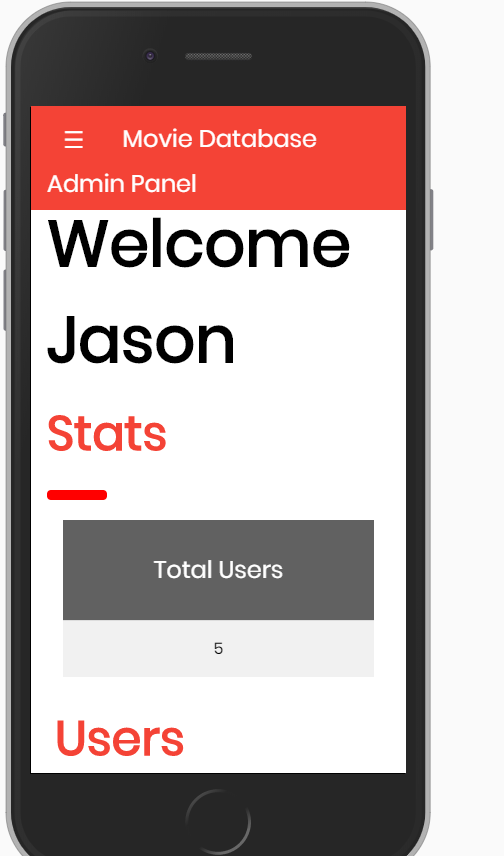 ☰ Movie Database
Admin Panel
Welcome
Jason
Stats
Total Users
5
Users